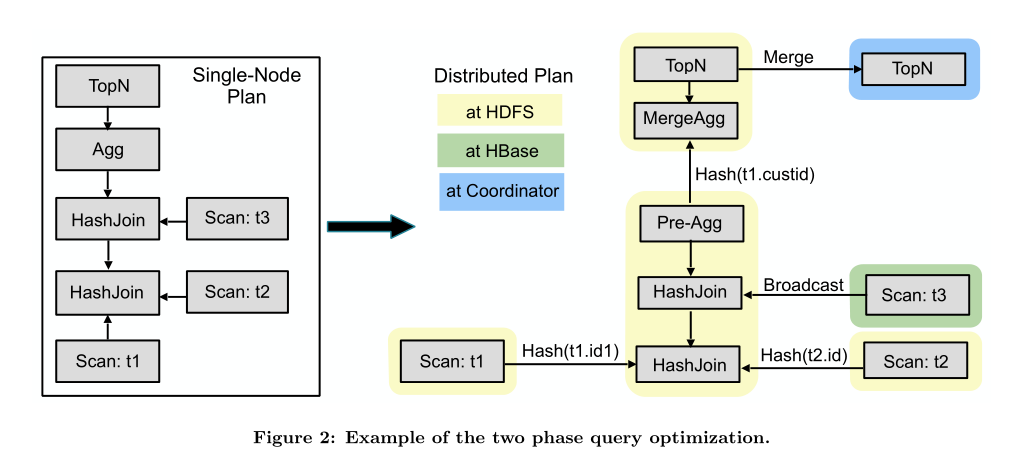 Single-Node
Plan
TopN
Agg
HashJoin
Scan: t3
HashJoin
Scan: t2
Scan: t1
Distributed Plan
at HDFS
at HBase
at Coordinator
TopN
Merge
TopN
MergeAgg
Hash(t1.custid)
Pre-Agg
HashJoin
Broadcast
Scan: t3
Scan: t1
Hash(t1.id1)
HashJoin
Hash(t2.id)
Scan: t2
Figure 2: Example of the two phase query optimization.